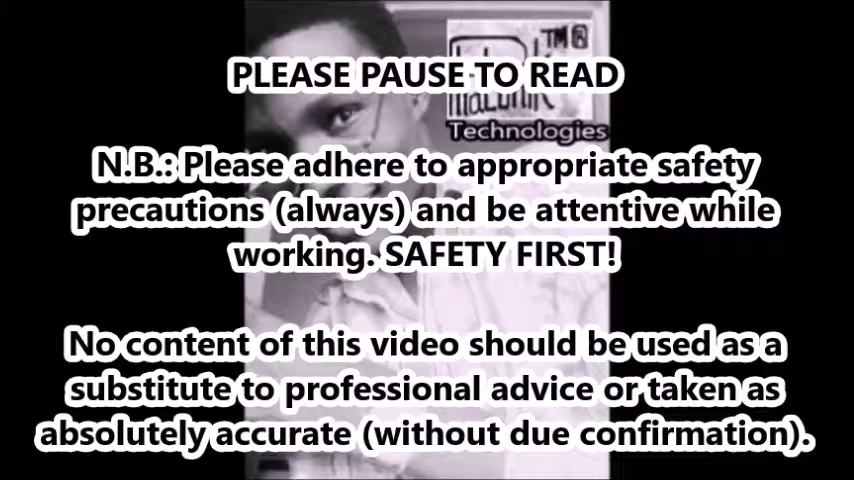 TM®
PLEASE PAUSE TO READ
Technologies
N.B.: Please adhere to appropriate safety
precautions (always) and be attentive while
working. SAFETY FIRST!
No content of this video should be used as a
substitute to professional advice or taken as
absolutely accurate (without due confirmation).